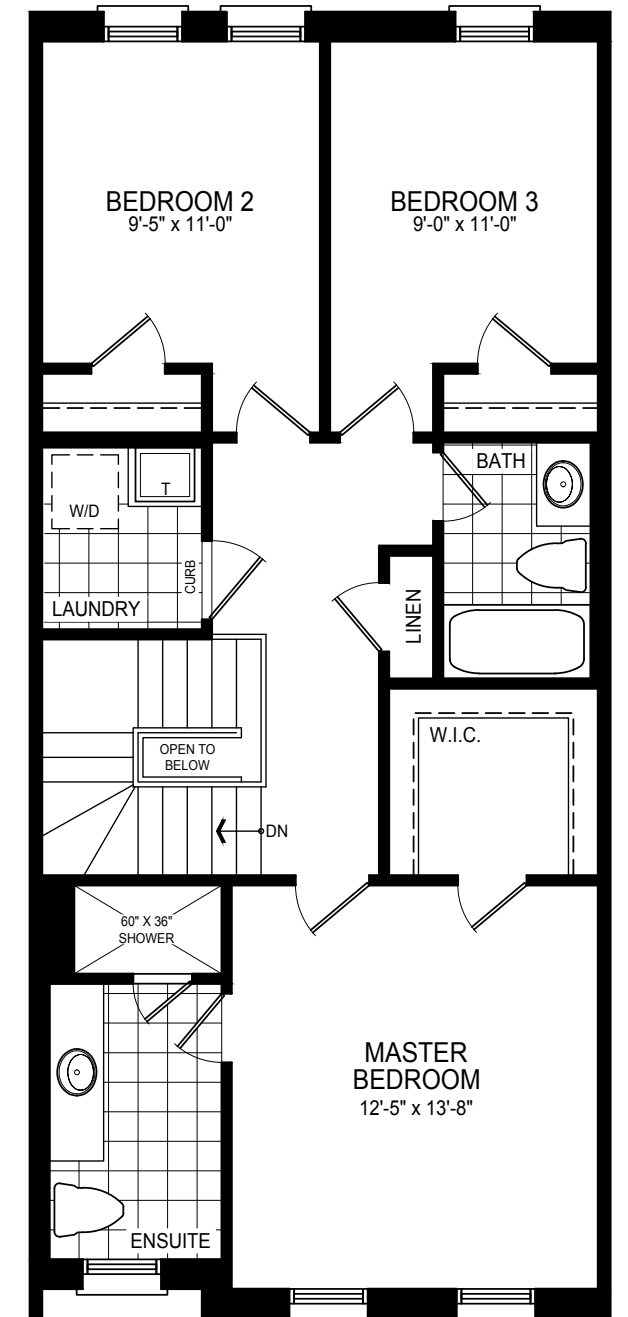 BEDROOM 2
9'-5" x 11'-0"
BEDROOM 3
9'-0" x 11'-0"
BATH
T
W/D
CURB
LAUNDRY
LINEN
W.I.C.
OPEN TO
BELOW
DN
60" X 36"
SHOWER
MASTER
BEDROOM
12'-5" x 13'-8"
ENSUITE